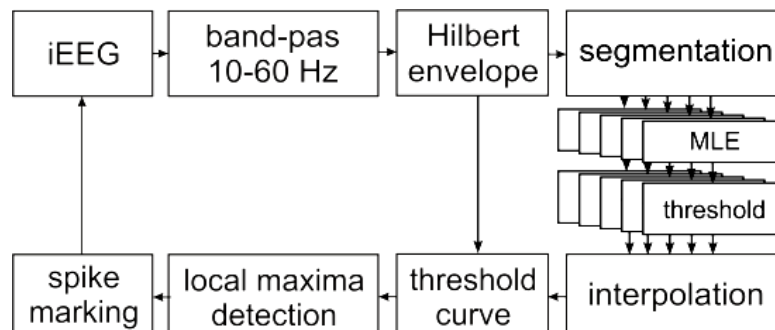 iEEG
band-pas
10-60 Hz
Hilbert
envelope
segmentation
MLE
threshold
spike
marking
local maxima
detection
threshold
curve
interpolation